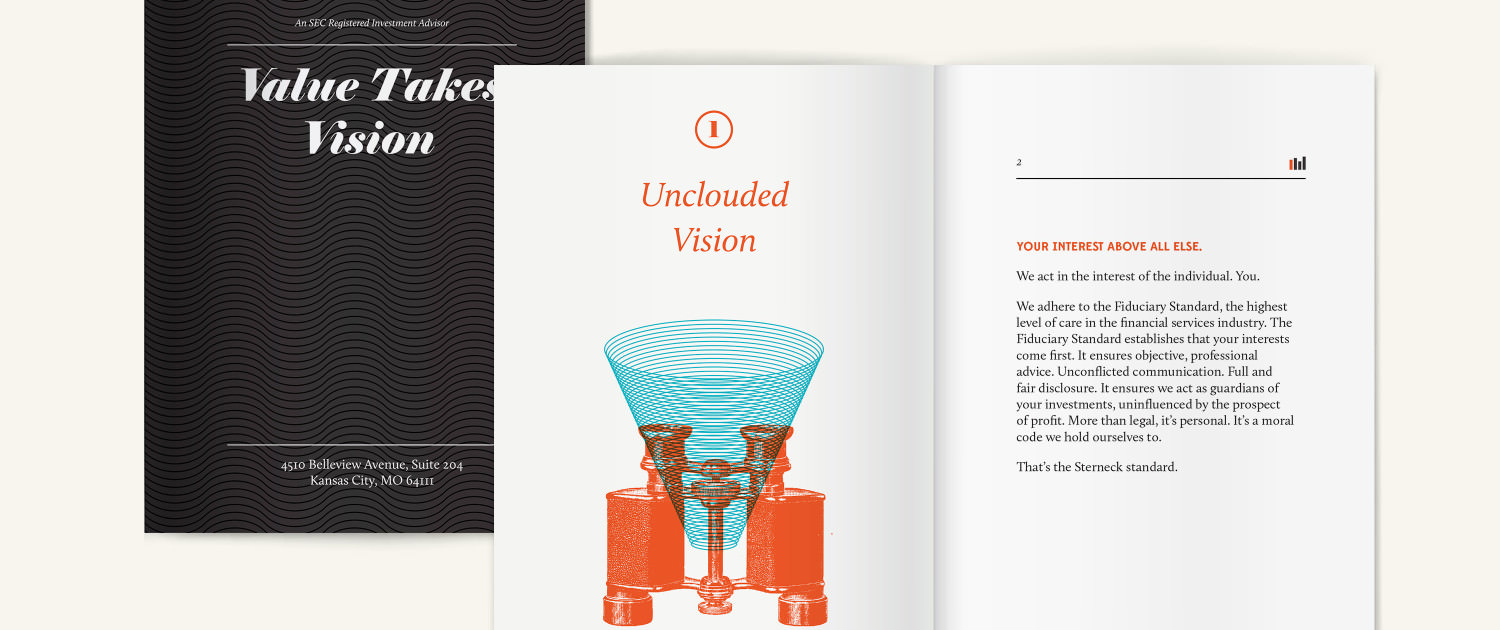 An SEC Registered Investment Advisor
Value Takes
Vision
4510 Belleview Avenue, Suite 204
Kansas City, MO 64111
1
Unclouded
Vision
2
YOUR INTEREST ABOVE ALL ELSE.
We act in the interest of the individual. You.
We adhere to the Fiduciary Standard, the highest
level of care in the financial services industry. The
Fiduciary Standard establishes that your interests
come first. It ensures objective, professional
advice. Unconflicted communication. Full and
fair disclosure. It ensures we act as guardians of
your investments, uninfluenced by the prospect
of profit. More than legal, it's personal. It's a moral
code we hold ourselves to.
That's the Sterneck standard.